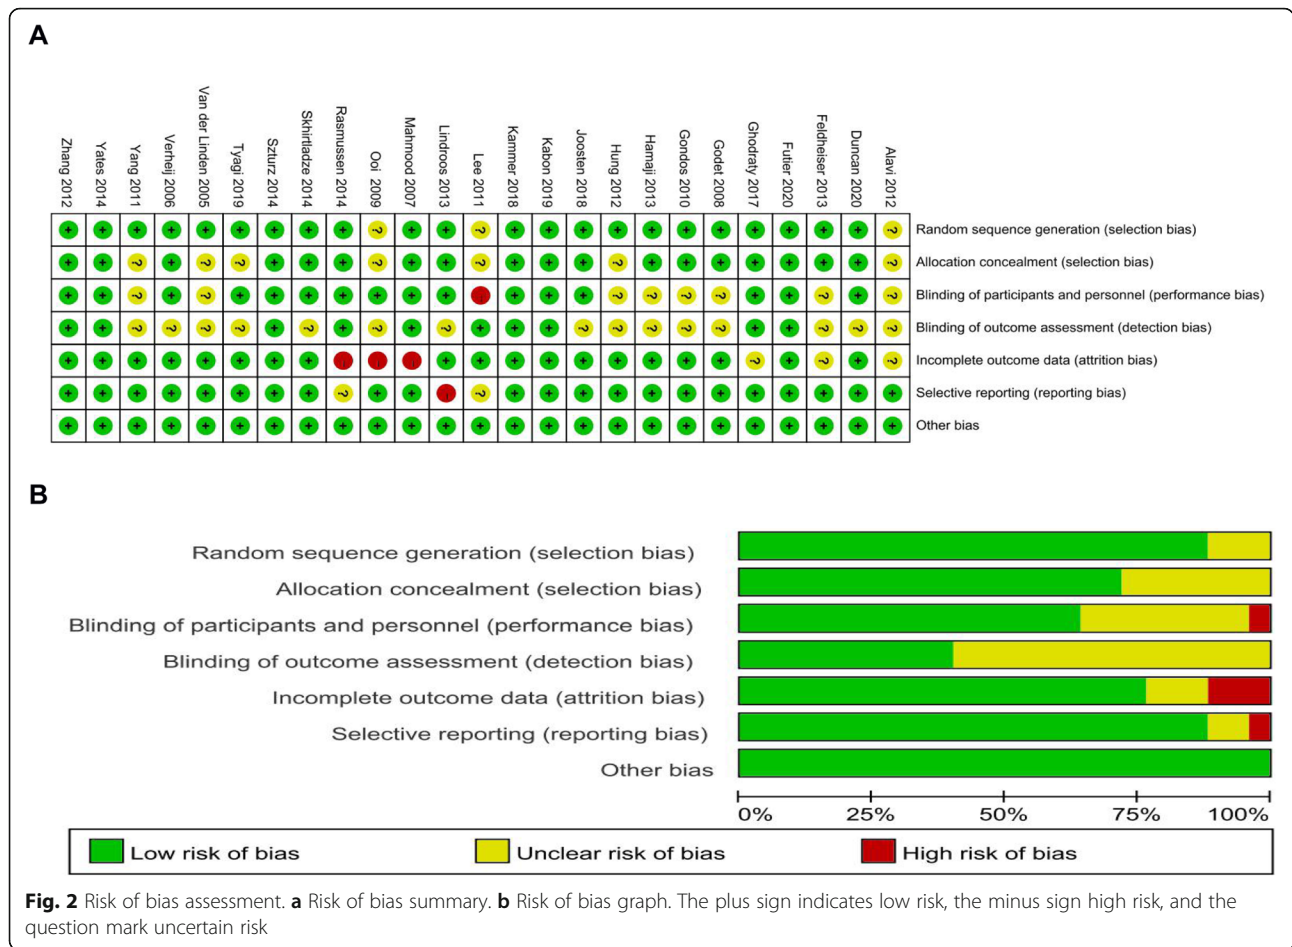 A
Zhang 2012
Yates 2014
Yang 2011
Verheij 2006
Van der Linden 2005
Tyagi 2019
Szturz 2014
Skhirtladze 2014
Rasmussen 2014
Ooi 2009
Mahmood 2007
Lindroos 2013
Lee 2011
Kammer 2018
Kabon 2019
Joosten 2018
Hung 2012
Hamaji 2013
Gondos 2010
Godet 2008
Ghodraty 2017
Futier 2020
Feldheiser 2013
Duncan 2020
Alavi 2012
Random sequence generation (selection bias)
Allocation concealment (selection bias)
Blinding of participants and personnel (performance bias)
Blinding of outcome assessment (detection bias)
Incomplete outcome data (attrition bias)
Selective reporting (reporting bias)
Other bias
B
Random sequence generation (selection bias)
Allocation concealment (selection bias)
Blinding of participants and personnel (performance bias)
Blinding of outcome assessment (detection bias)
Incomplete outcome data (attrition bias)
Selective reporting (reporting bias)
Other bias
0% 25% 50% 75% 100%
Low risk of bias Unclear risk of bias High risk of bias
Fig. 2 Risk of bias assessment. a Risk of bias summary. b Risk of bias graph. The plus sign indicates low risk, the minus sign high risk, and the
question mark uncertain risk